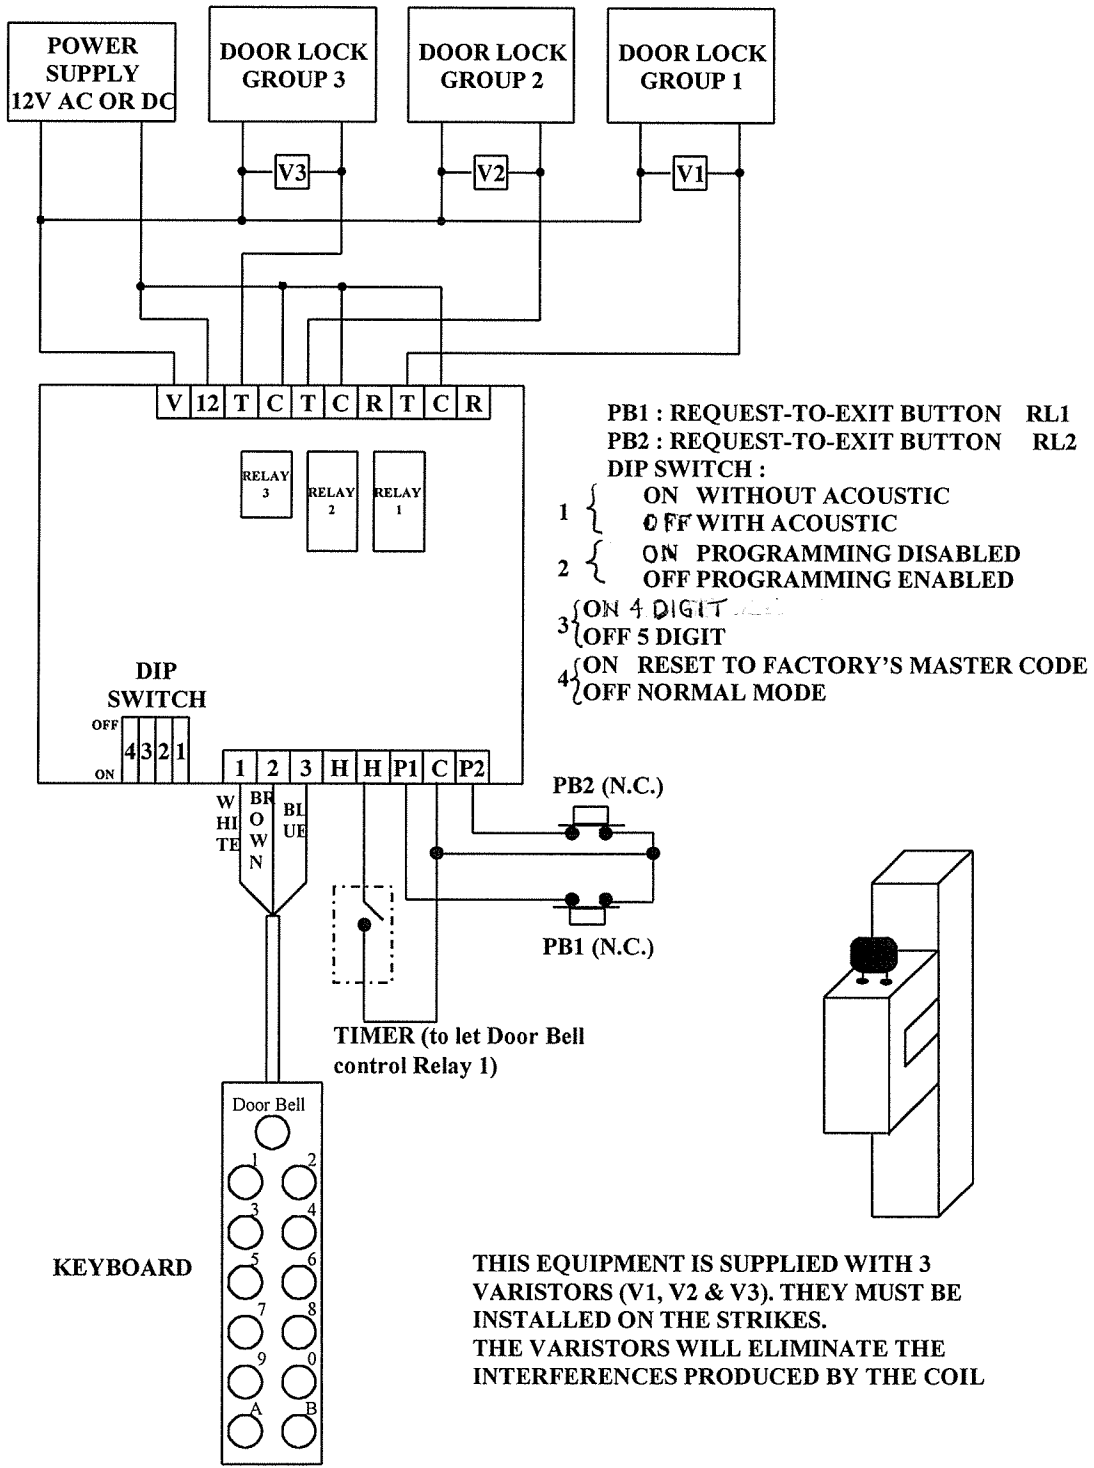 POWER
SUPPLY
12V AC OR DC
DOOR LOCK
GROUP 3
DOOR LOCK
GROUP 2
DOOR LOCK
GROUP 1
V3
V2
V1
V 12 T C T C R T C R
RELAY
3
RELAY
2
RELAY
1
PB1 : REQUEST-TO-EXIT BUTTON RL1
PB2 : REQUEST-TO-EXIT BUTTON RL2
DIP SWITCH :
1 { ON WITHOUT ACOUSTIC
OFF WITH ACOUSTIC
2 { ON PROGRAMMING DISABLED
OFF PROGRAMMING ENABLED
3 { ON 4 DIGIT
OFF 5 DIGIT
4 { ON RESET TO FACTORY'S MASTER CODE
OFF NORMAL MODE
DIP
SWITCH
OFF
4 3 2 1
ON
1 2 3 H H P1 C P2
WHITE
BROWN
BLUE
PB2 (N.C.)
PB1 (N.C.)
TIMER (to let Door Bell
control Relay 1)
Door Bell
1 2
3 4
5 6
7 8
9 0
A B
KEYBOARD
THIS EQUIPMENT IS SUPPLIED WITH 3
VARISTORS (V1, V2 & V3). THEY MUST BE
INSTALLED ON THE STRIKES.
THE VARISTORS WILL ELIMINATE THE
INTERFERENCES PRODUCED BY THE COIL